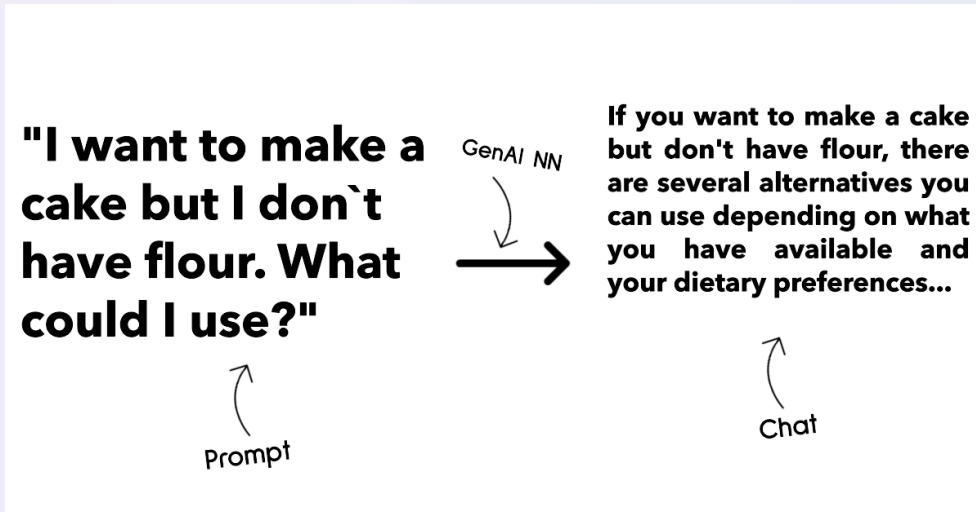 "I want to make a
cake but I don`t
have flour. What
could I use?"
Prompt
GenAI NN
If you want to make a cake
but don't have flour, there
are several alternatives you
can use depending on what
you have available and
your dietary preferences...
Chat